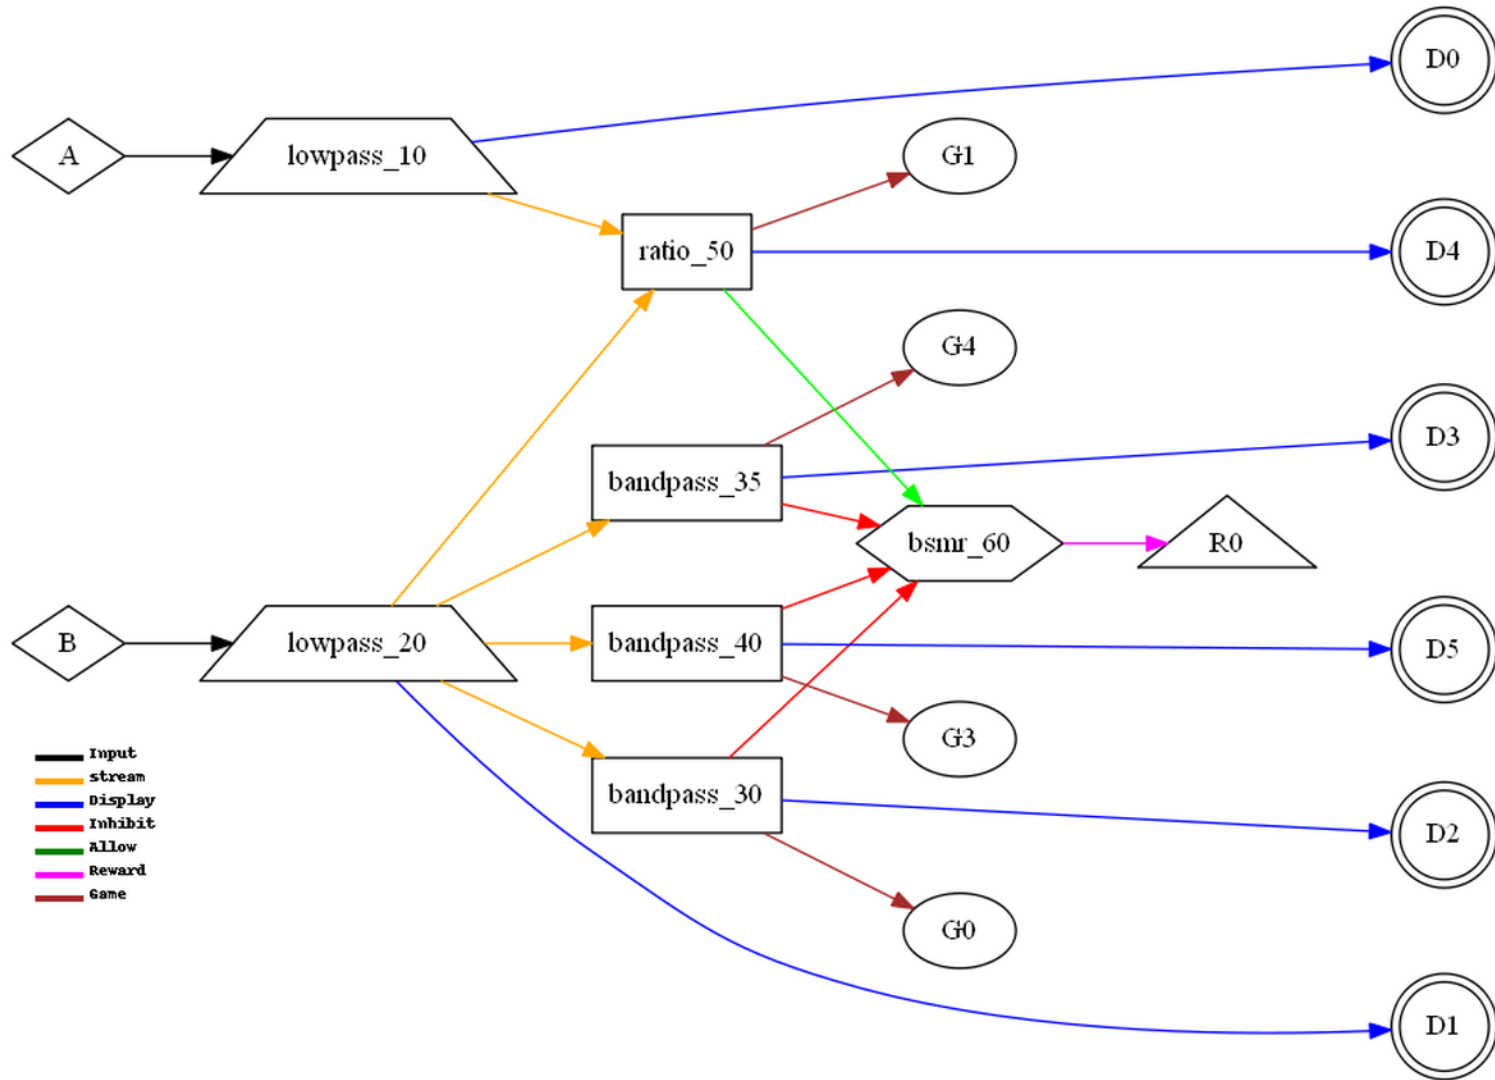 D0
A
lowpass_10
G1
ratio_50
D4
G4
D3
bandpass_35
bsmr_60
R0
B
lowpass_20
bandpass_40
D5
G3
Input
stream
Display
Inhibit
Allow
Reward
Game
bandpass_30
D2
G0
D1